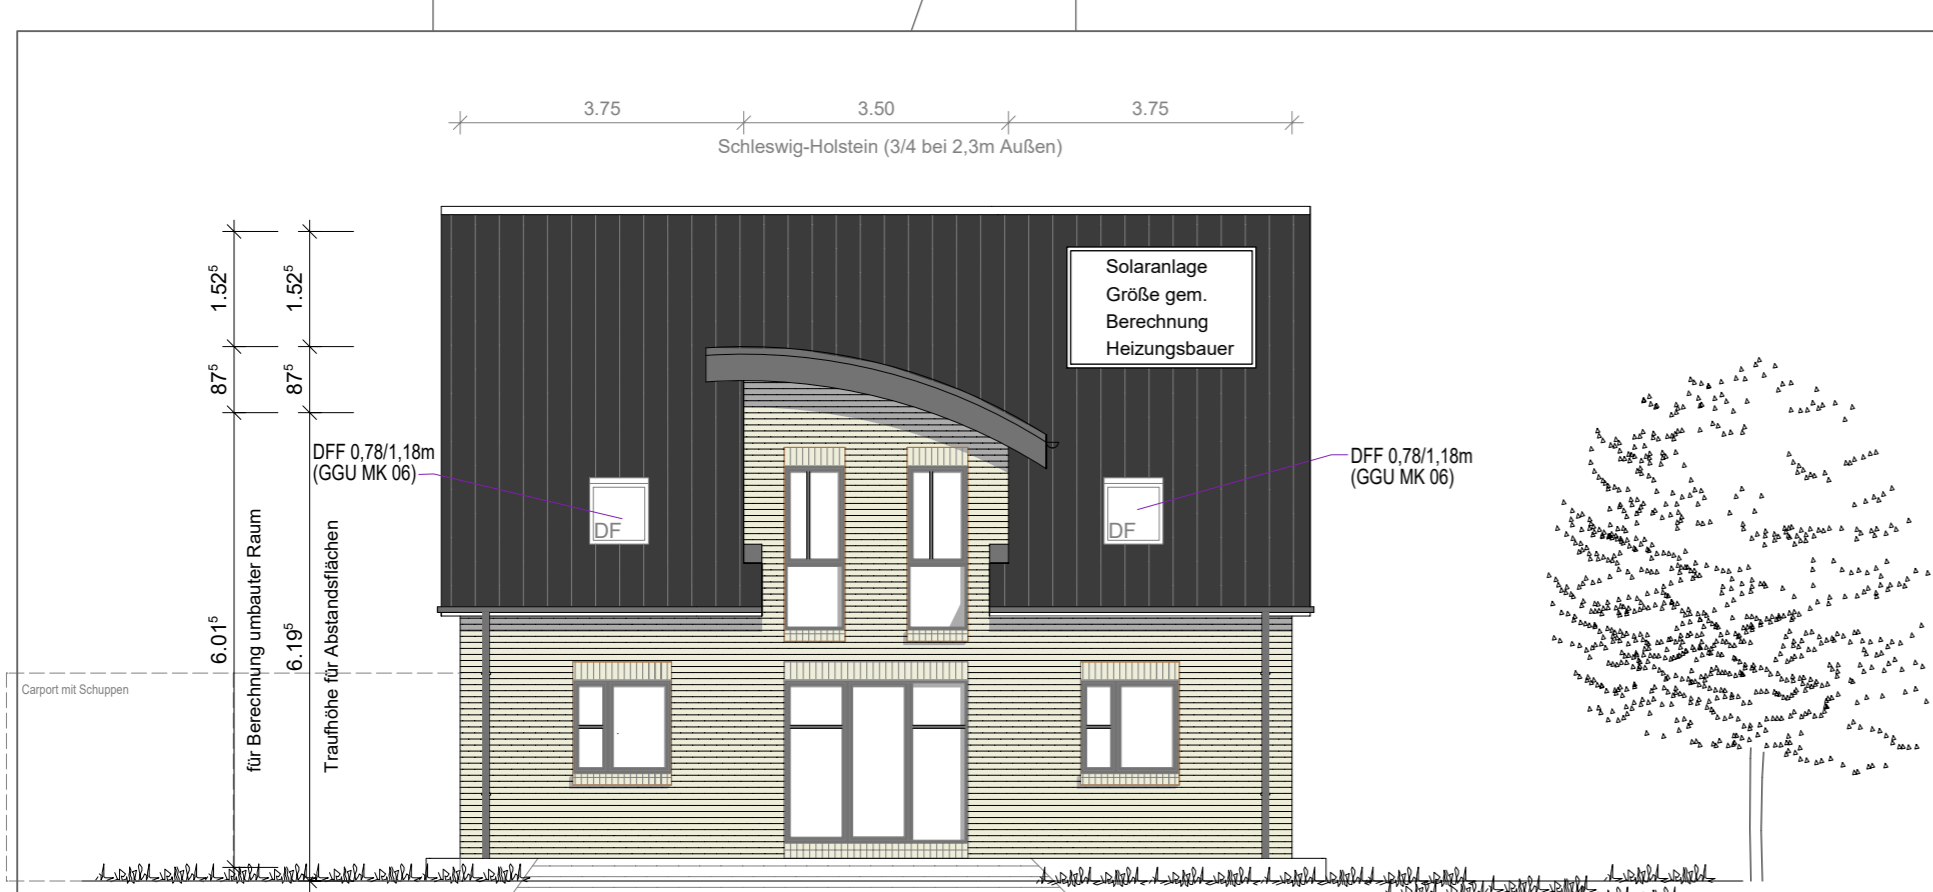 3.75
3.50
3.75
Schleswig-Holstein (3/4 bei 2,3m Außen)
1.52⁵
1.52⁵
Solaranlage
Größe gem.
Berechnung
Heizungsbauer
87⁵
87⁵
DFF 0,78/1,18m
(GGU MK 06)
DFF 0,78/1,18m
(GGU MK 06)
DF
DF
6.01⁵
für Berechnung umbauter Raum
6.19⁵
Traufhöhe für Abstandsflächen
Carport mit Schuppen